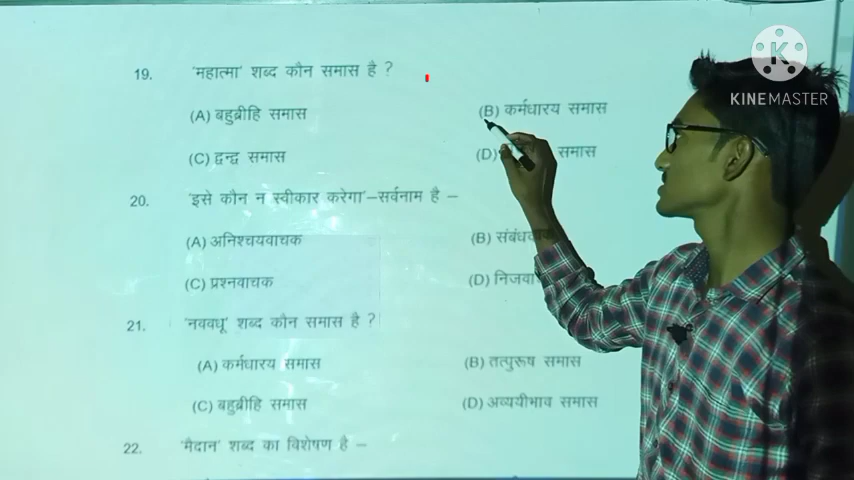 19. 'महात्मा' शब्द कौन समास है ?
(A) बहुब्रीहि समास (B) कर्मधारय समास
(C) द्वन्द्व समास (D) समास
20. 'इसे कौन न स्वीकार करेगा'–सर्वनाम है –
(A) अनिश्चयवाचक (B)
(C) प्रश्नवाचक (D)
21. 'नववधू' शब्द कौन समास है ?
(A) कर्मधारय समास (B) तत्पुरूष समास
(C) बहुब्रीहि समास (D) अव्ययीभाव समास
22. 'मैदान' शब्द का विशेषण है –
K
KINEMASTER